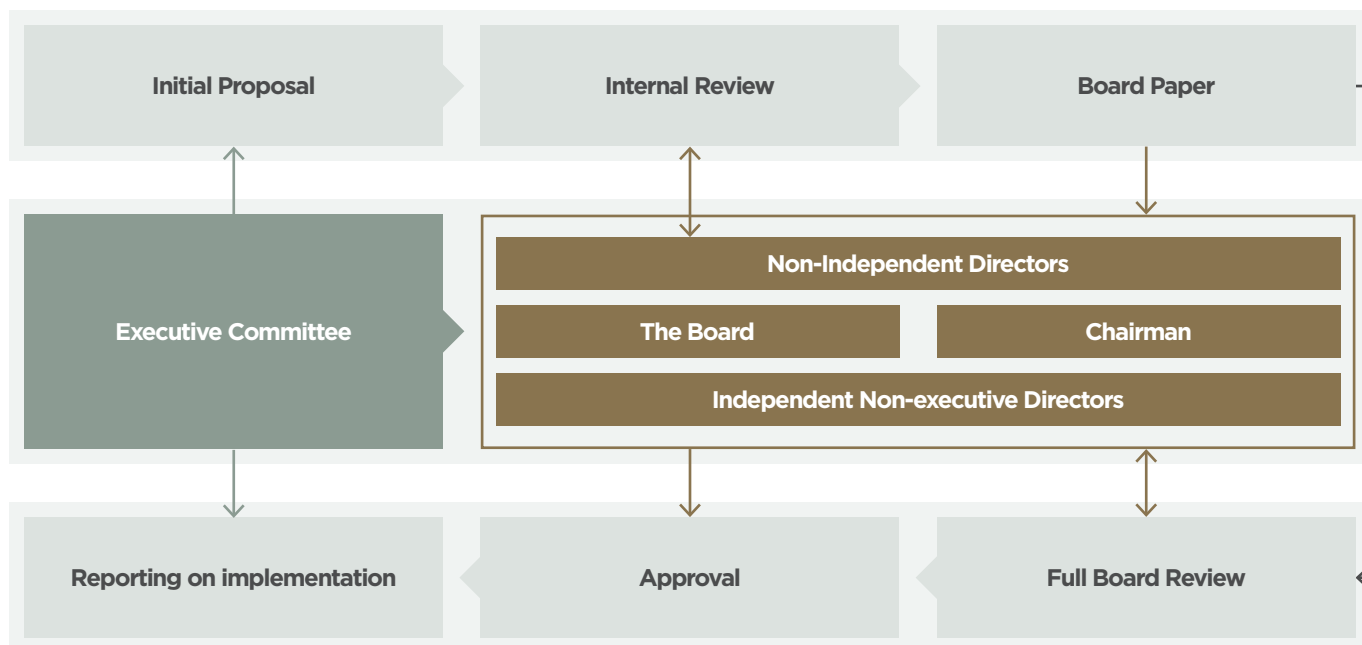 Initial Proposal
Internal Review
Board Paper
Executive Committee
Non-Independent Directors
The Board
Chairman
Independent Non-executive Directors
Reporting on implementation
Approval
Full Board Review